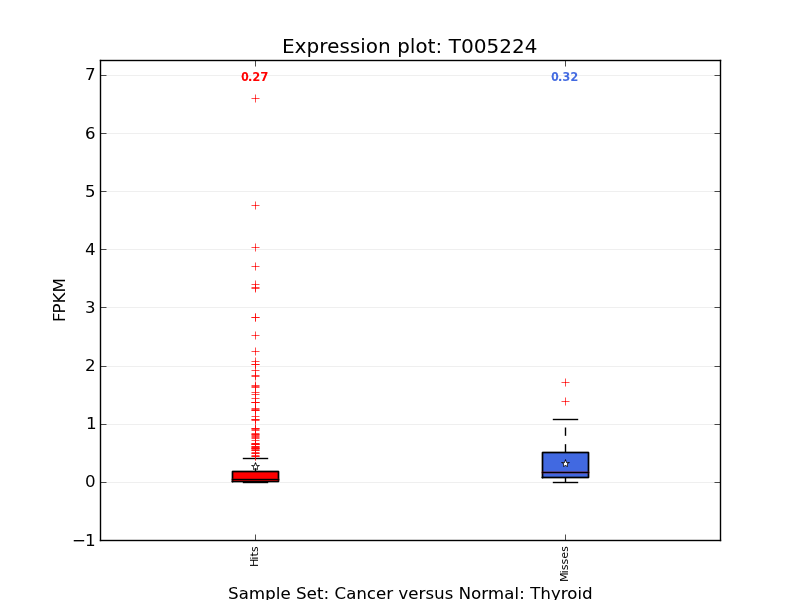 Expression plot: T005224
0.27
0.32
7
6
5
4
3
2
1
0
−1
FPKM
Hits
Misses
Sample Set: Cancer versus Normal: Thyroid